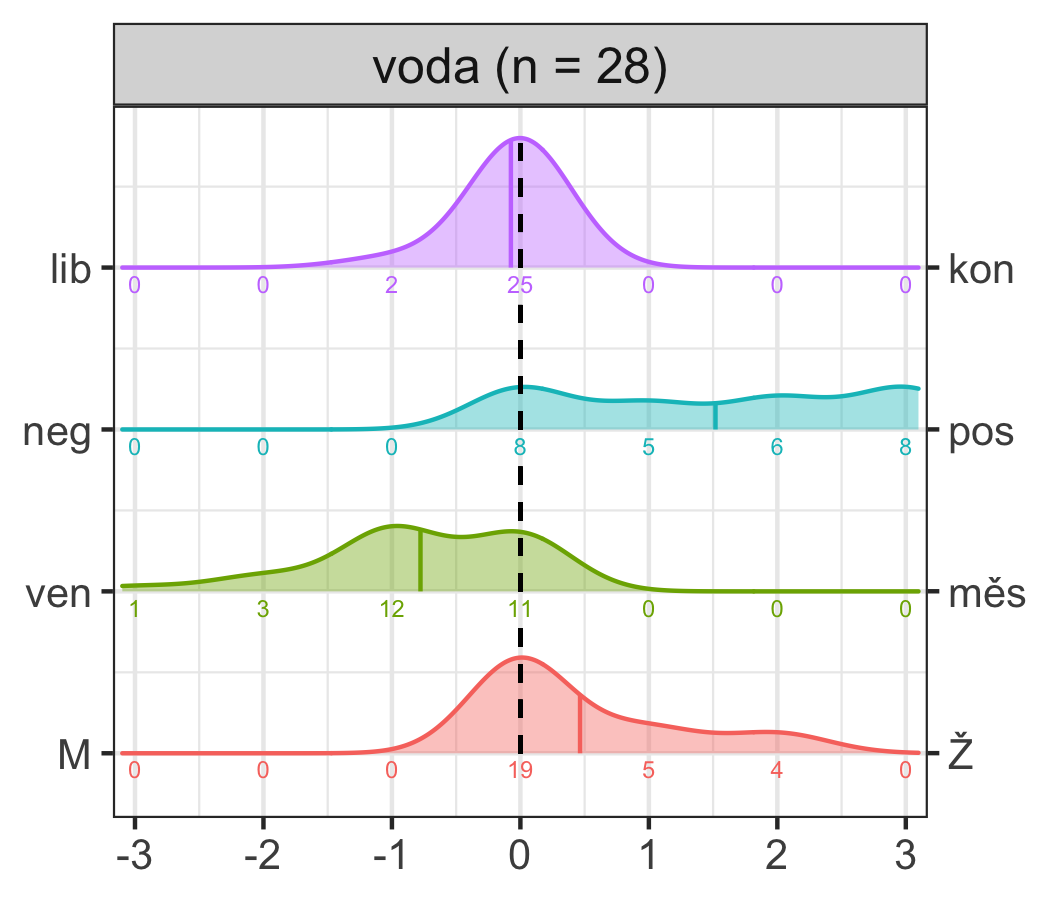 voda (n = 28)
lib kon
0 0 2 25 0 0 0
neg pos
0 0 0 8 5 6 8
ven měs
1 3 12 11 0 0 0
M Ž
0 0 0 19 5 4 0
-3 -2 -1 0 1 2 3